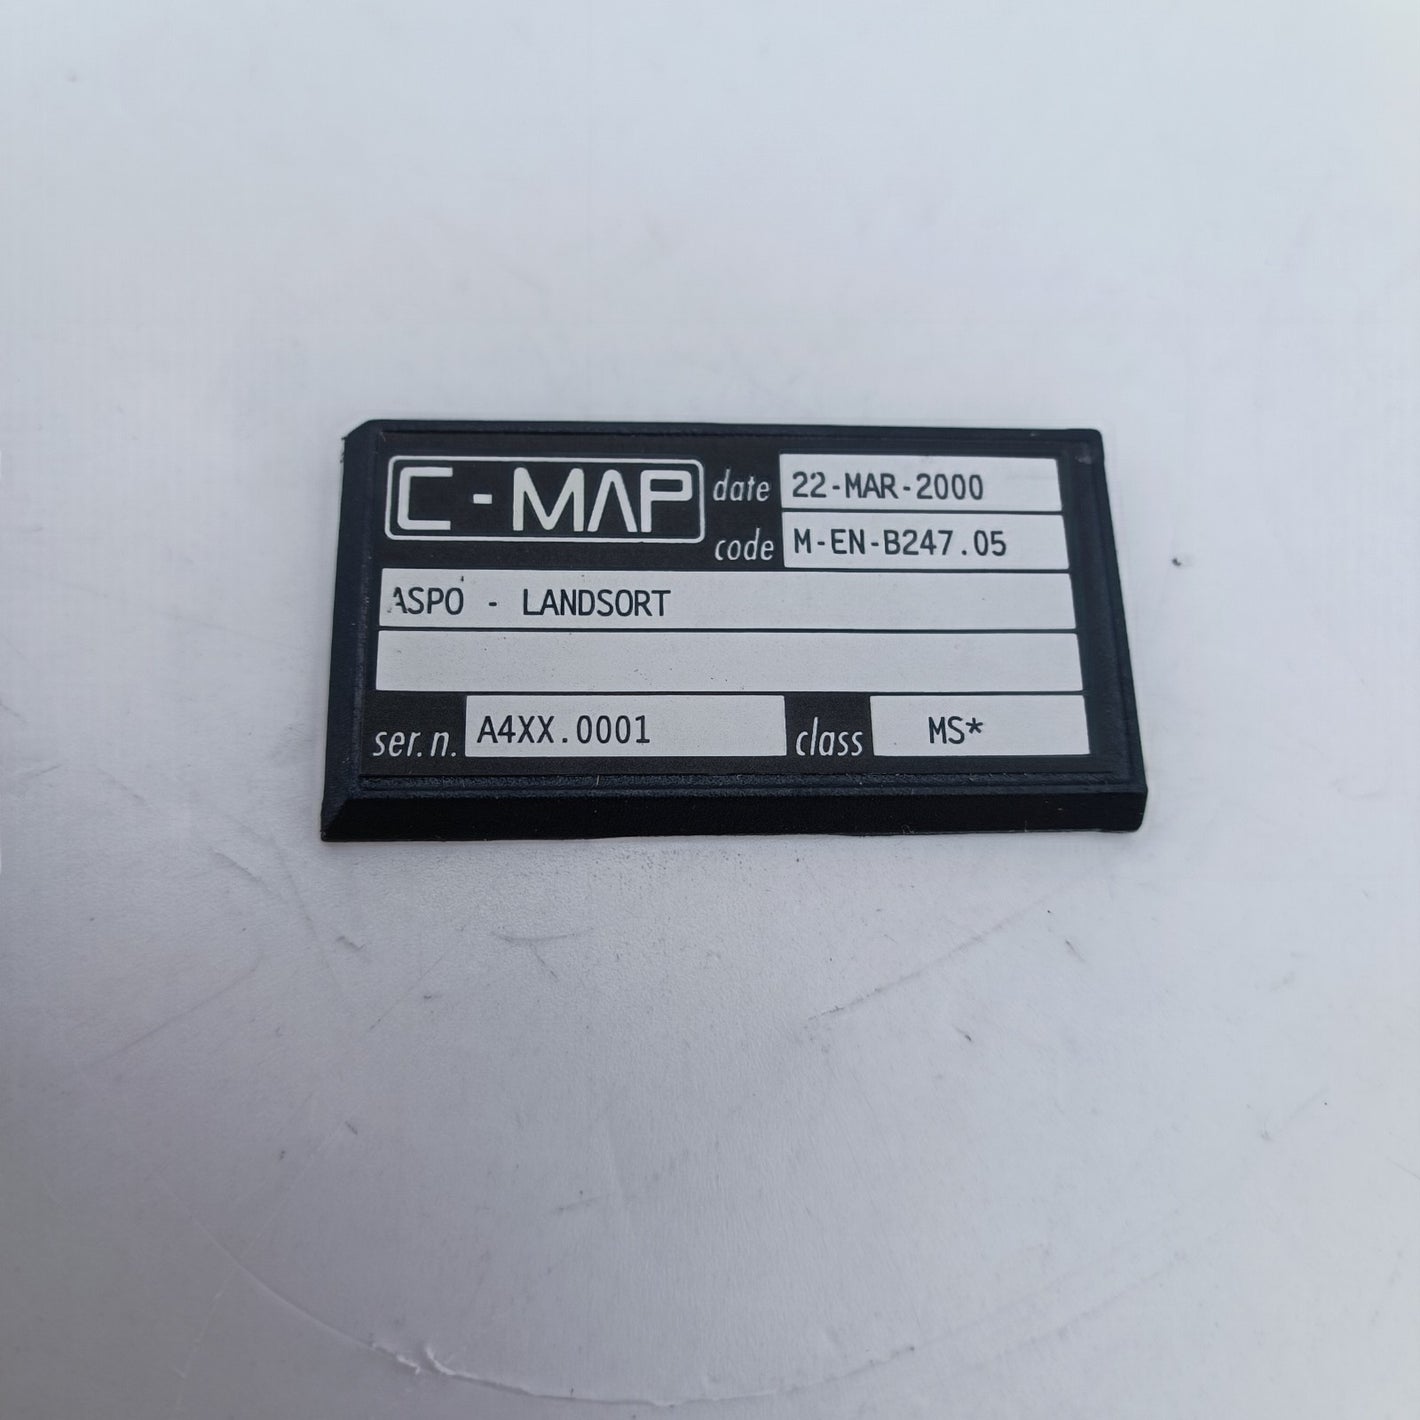 C-MAP
date 22-MAR-2000
code M-EN-B247.05
ASPO - LANDSORT
ser. n. A4XX.0001 class MS*